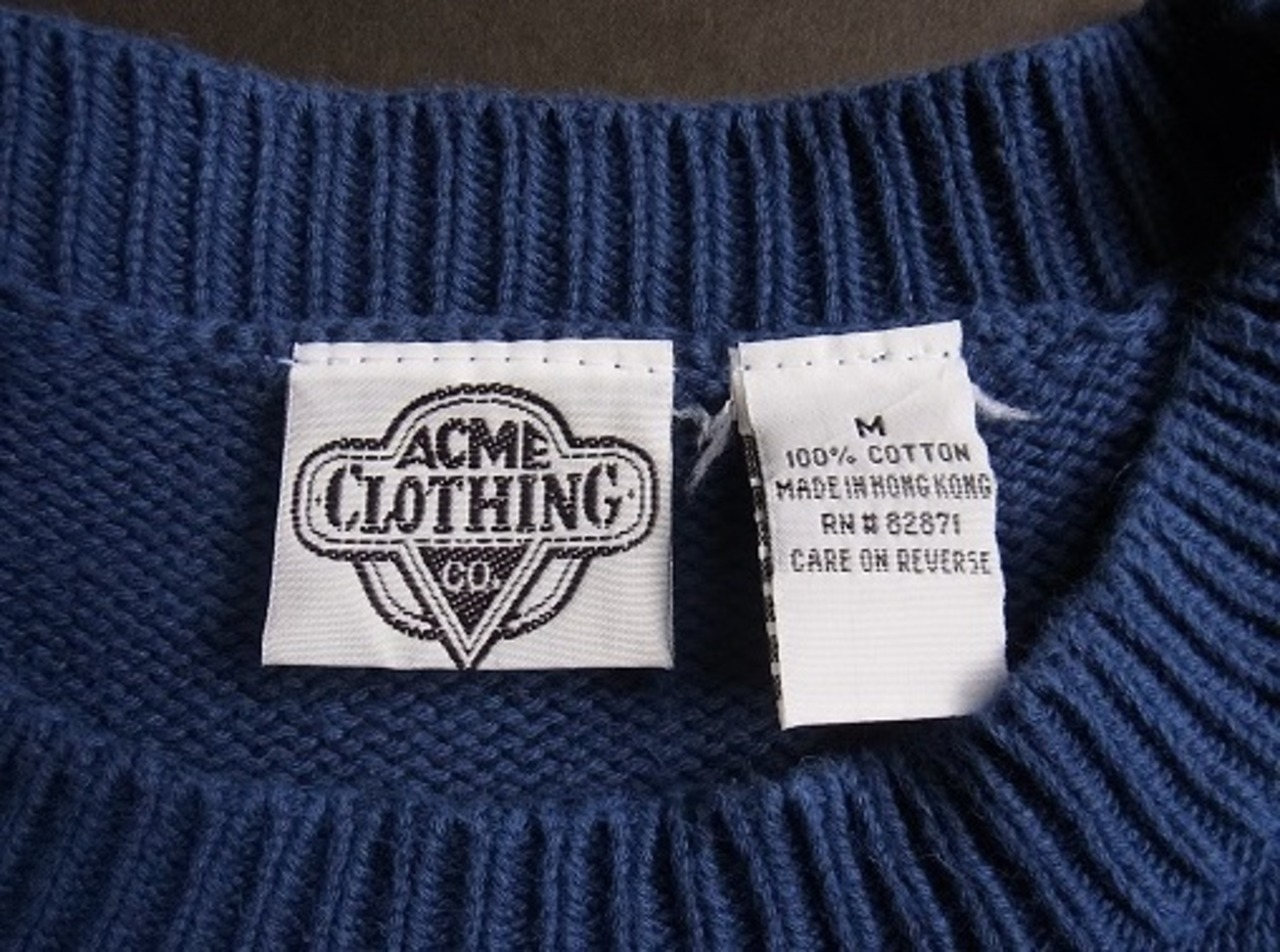 ACME
CLOTHING
CO.
M
100% COTTON
MADE IN HONG KONG
RN # 82871
CARE ON REVERSE